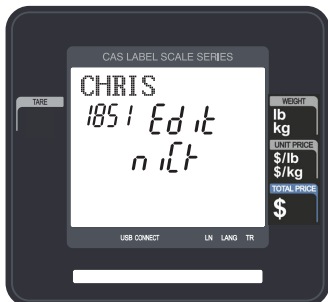 CAS LABEL SCALE SERIES
CHRIS
TARE
1851 Edit
WEIGHT
lb
kg
UNIT PRICE
$/lb
$/kg
TOTAL PRICE
$
USB CONNECT LN LANG TR